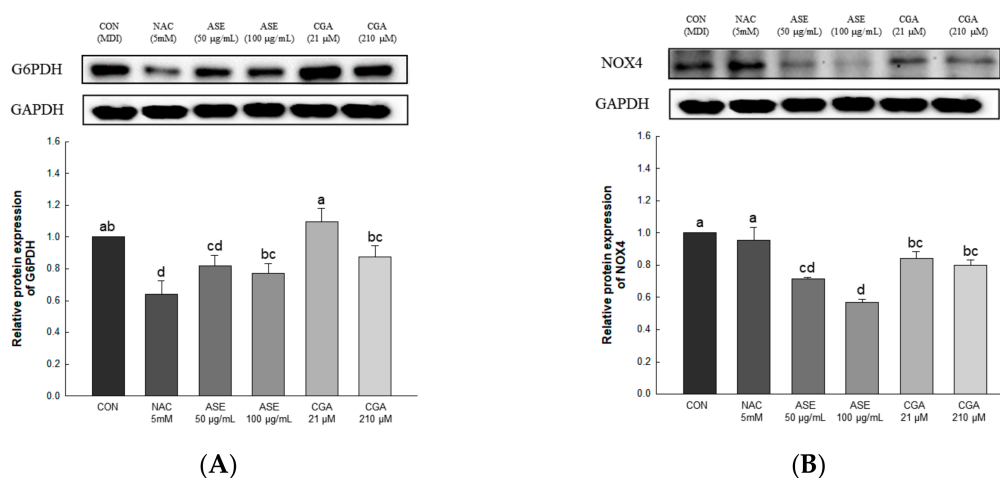 CON NAC ASE ASE CGA CGA
(MDI) (5mM) (50 μg/mL) (100 μg/mL) (21 μM) (210 μM)
G6PDH
GAPDH
Relative protein expression
of G6PDH
1.6
1.4
1.2
1.0
0.8
0.6
0.4
0.2
0.0
ab d cd bc a bc
CON NAC ASE ASE CGA CGA
5mM 50 μg/mL 100 μg/mL 21 μM 210 μM
(A)
CON NAC ASE ASE CGA CGA
(MDI) (5mM) (50 μg/mL) (100 μg/mL) (21 μM) (210 μM)
NOX4
GAPDH
Relative protein expression
of NOX4
1.6
1.4
1.2
1.0
0.8
0.6
0.4
0.2
0.0
a a cd d bc bc
CON NAC ASE ASE CGA CGA
5mM 50 μg/mL 100 μg/mL 21 μM 210 μM
(B)